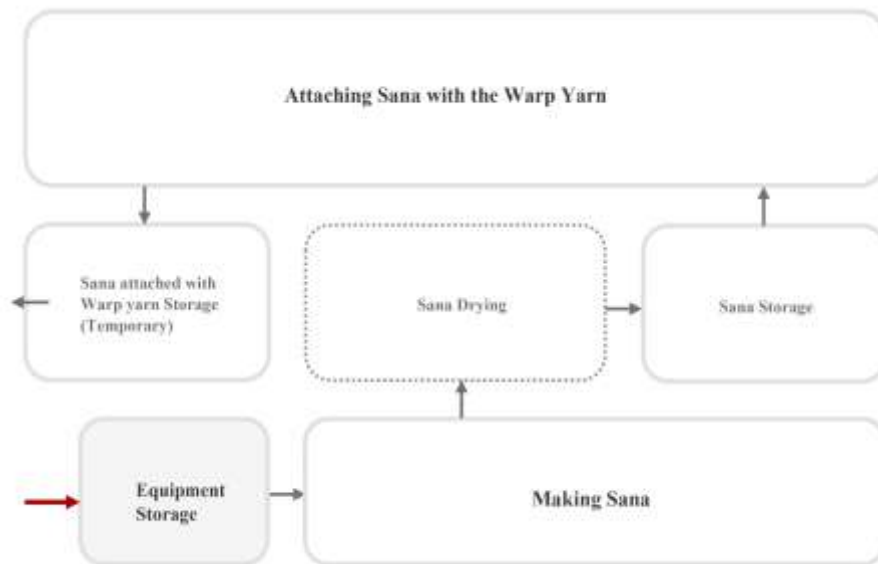 Attaching Sana with the Warp Yarn
Sana attached with
Warp yarn Storage
(Temporary)
Sana Drying
Sana Storage
Equipment
Storage
Making Sana